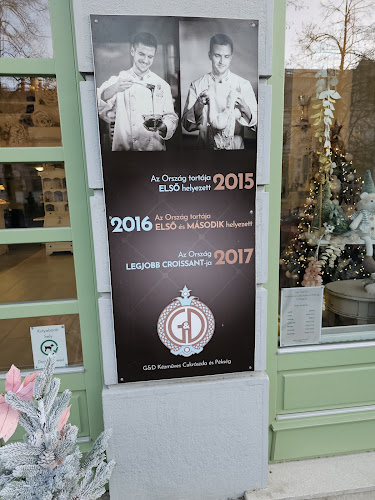 Az Ország tortája
ELSŐ helyezett 2015
2016 Az Ország tortája
ELSŐ és MÁSODIK helyezett
Az Ország
LEGJOBB CROISSANT-ja 2017
G&D
G&D Kézműves Cukrászda és Pékség